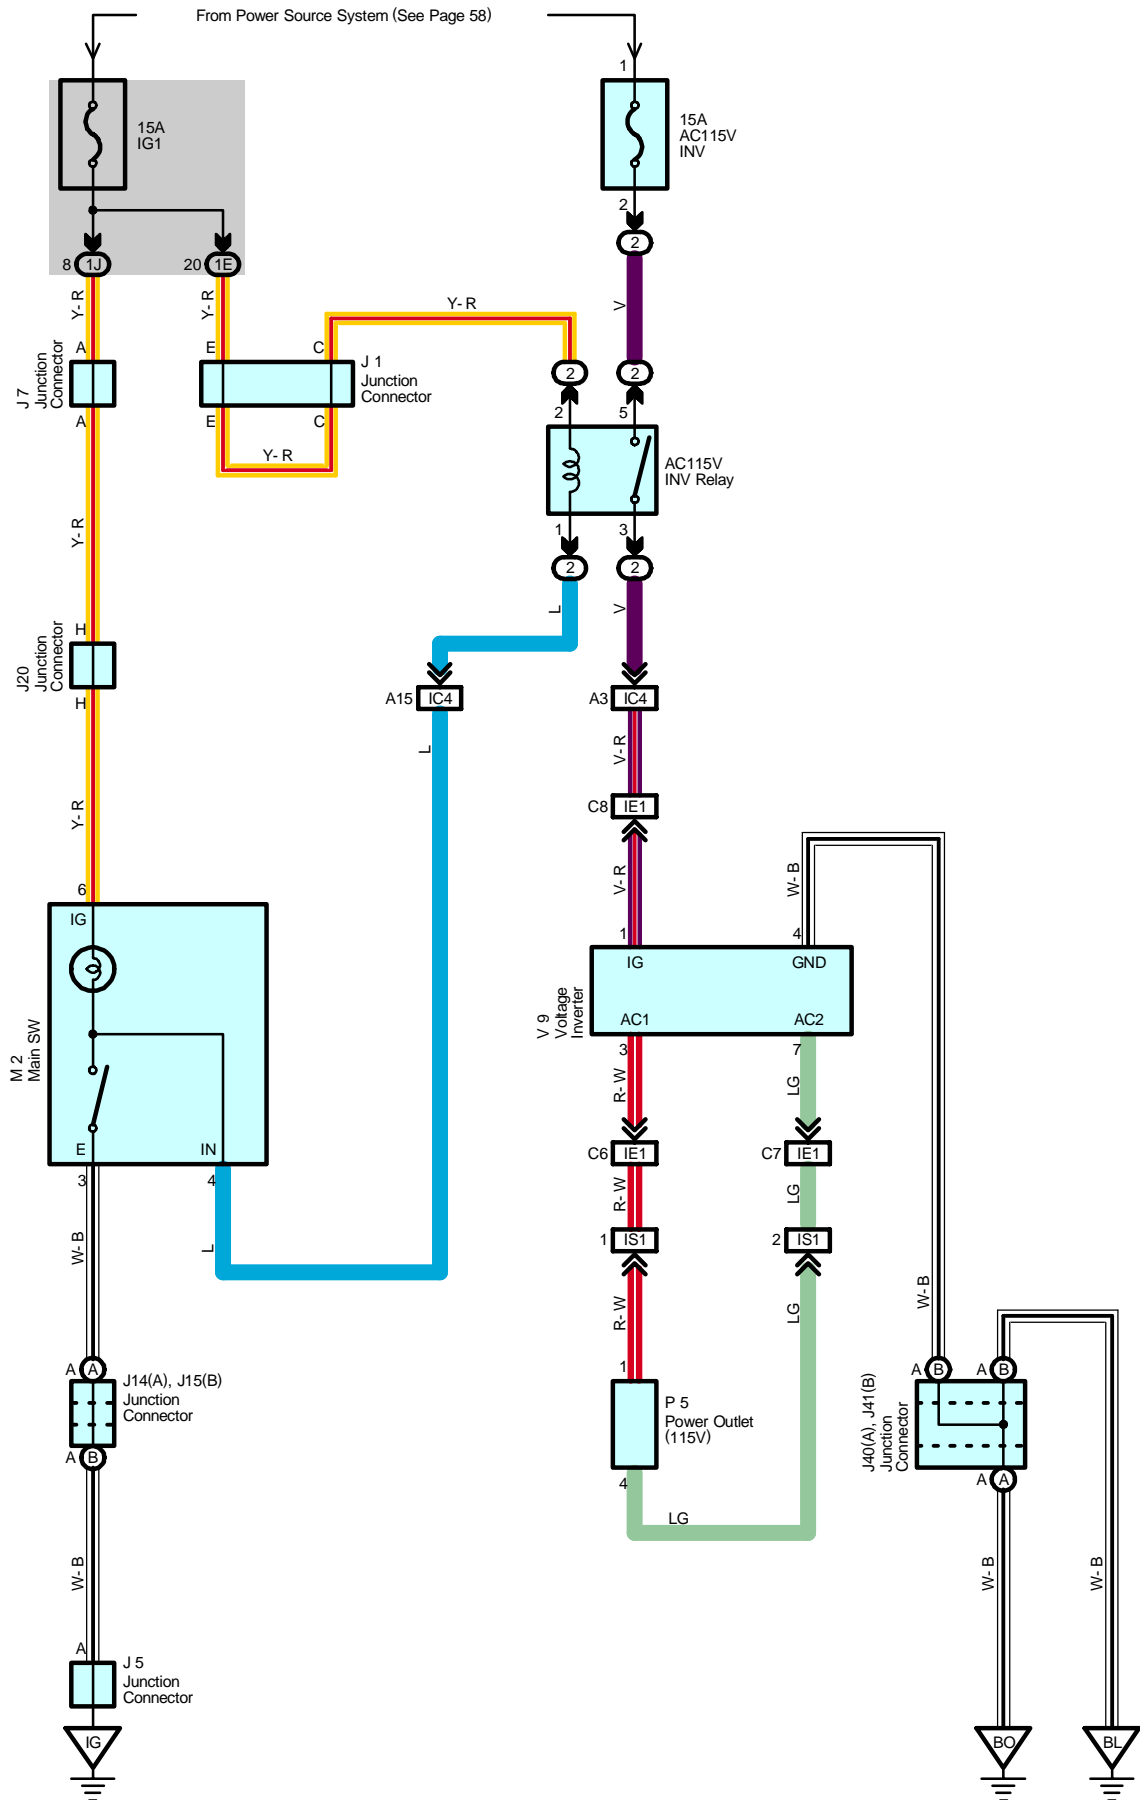 From Power Source System (See Page 58)
1
15A
IG1
15A
AC115V
INV
2
2
8 1J
20 1E
Y-R
Y-R
V
Y-R
A
E
C
J 7
Junction
Connector
J 1
Junction
Connector
2
2
A
E
C
2
5
Y-R
AC115V
INV Relay
1
3
2
2
Y-R
L
V
H
J20
Junction
Connector
H
A15 IC4
A3 IC4
L
V-R
C8 IE1
Y-R
V-R
W-B
6
IG
1
4
IG
GND
AC1
AC2
V 9
Voltage
Inverter
M 2
Main SW
3
7
R-W
LG
E
IN
C6 IE1
C7 IE1
3
4
R-W
LG
W-B
L
1 IS1
2 IS1
R-W
LG
W-B
A A
J14(A), J15(B)
Junction
Connector
A B
1
P 5
Power Outlet
(115V)
4
LG
A B
A B
J40(A), J41(B)
Junction
Connector
A A
W-B
W-B
W-B
A
J 5
Junction
Connector
IG
BO
BL